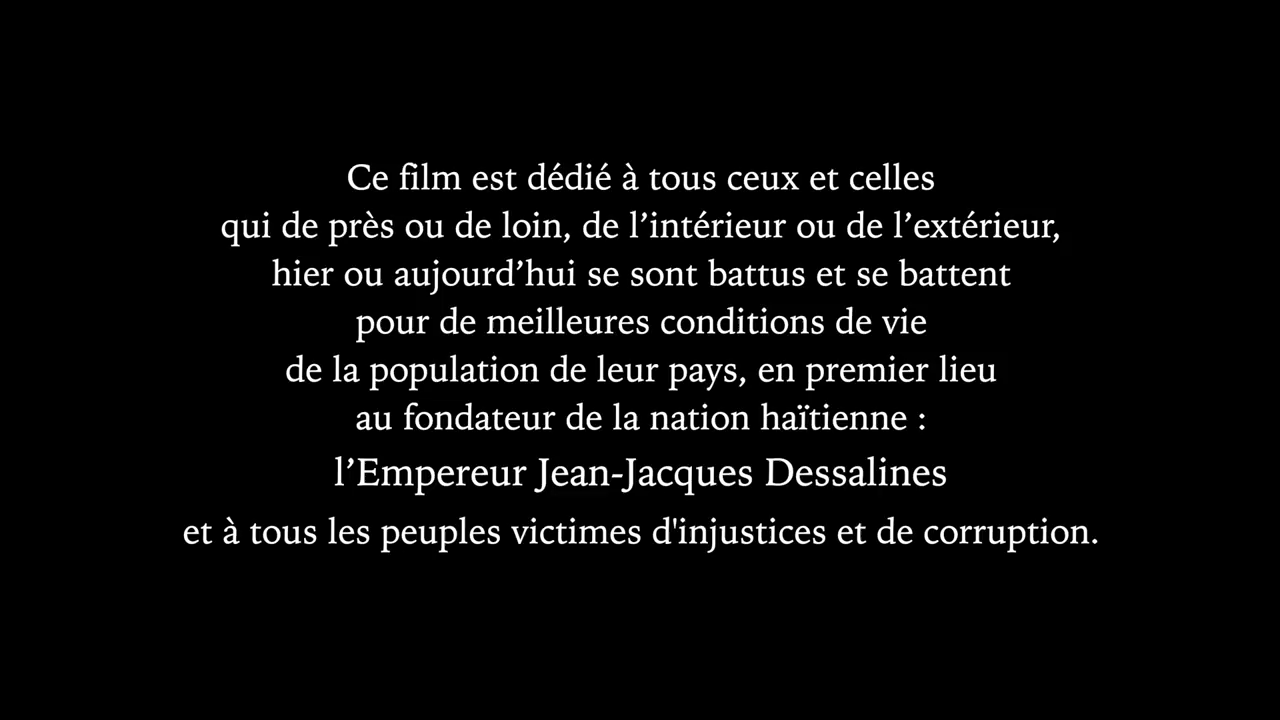 Ce film est dédié à tous ceux et celles
qui de près ou de loin, de l’intérieur ou de l’extérieur,
hier ou aujourd’hui se sont battus et se battent
pour de meilleures conditions de vie
de la population de leur pays, en premier lieu
au fondateur de la nation haïtienne :
l’Empereur Jean-Jacques Dessalines
et à tous les peuples victimes d'injustices et de corruption.